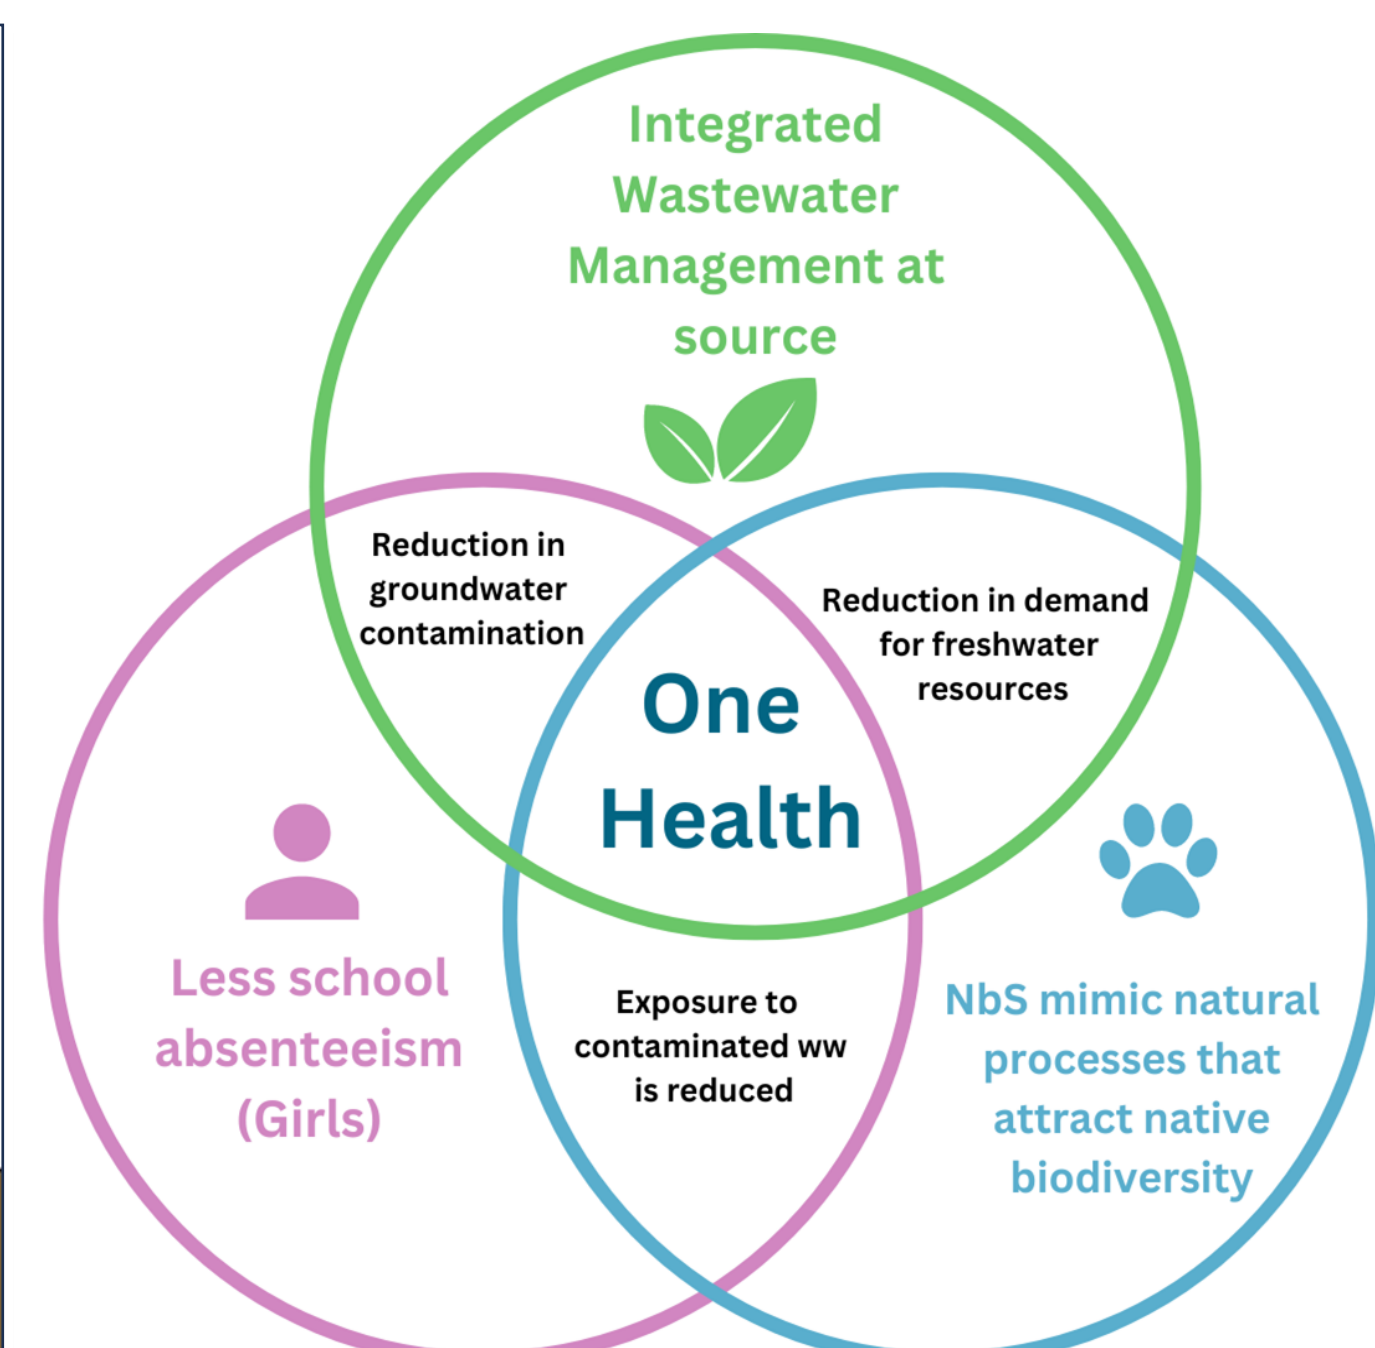 Integrated
Wastewater
Management at
source
Reduction in
groundwater
contamination
Reduction in demand
for freshwater
resources
One
Health
Less school
absenteeism
(Girls)
Exposure to
contaminated ww
is reduced
NbS mimic natural
processes that
attract native
biodiversity